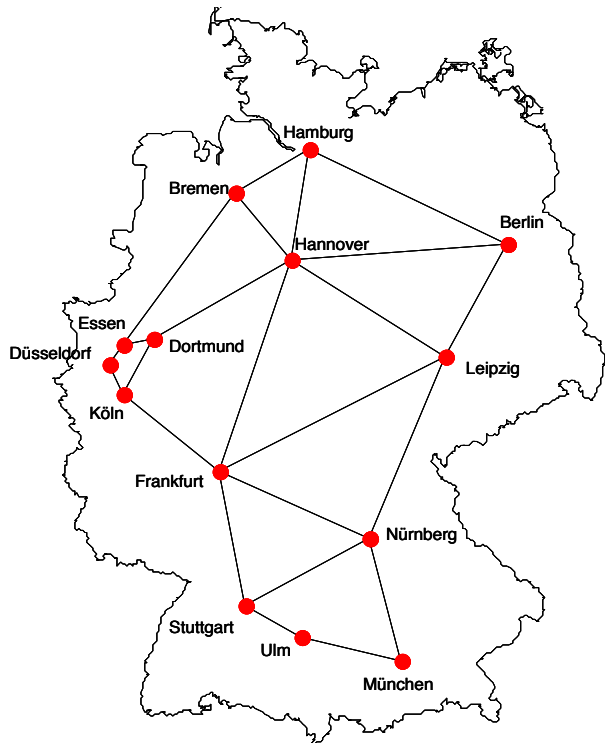 Hamburg
Bremen
Berlin
Hannover
Essen
Düsseldorf
Dortmund
Leipzig
Köln
Frankfurt
Nürnberg
Stuttgart
Ulm
München